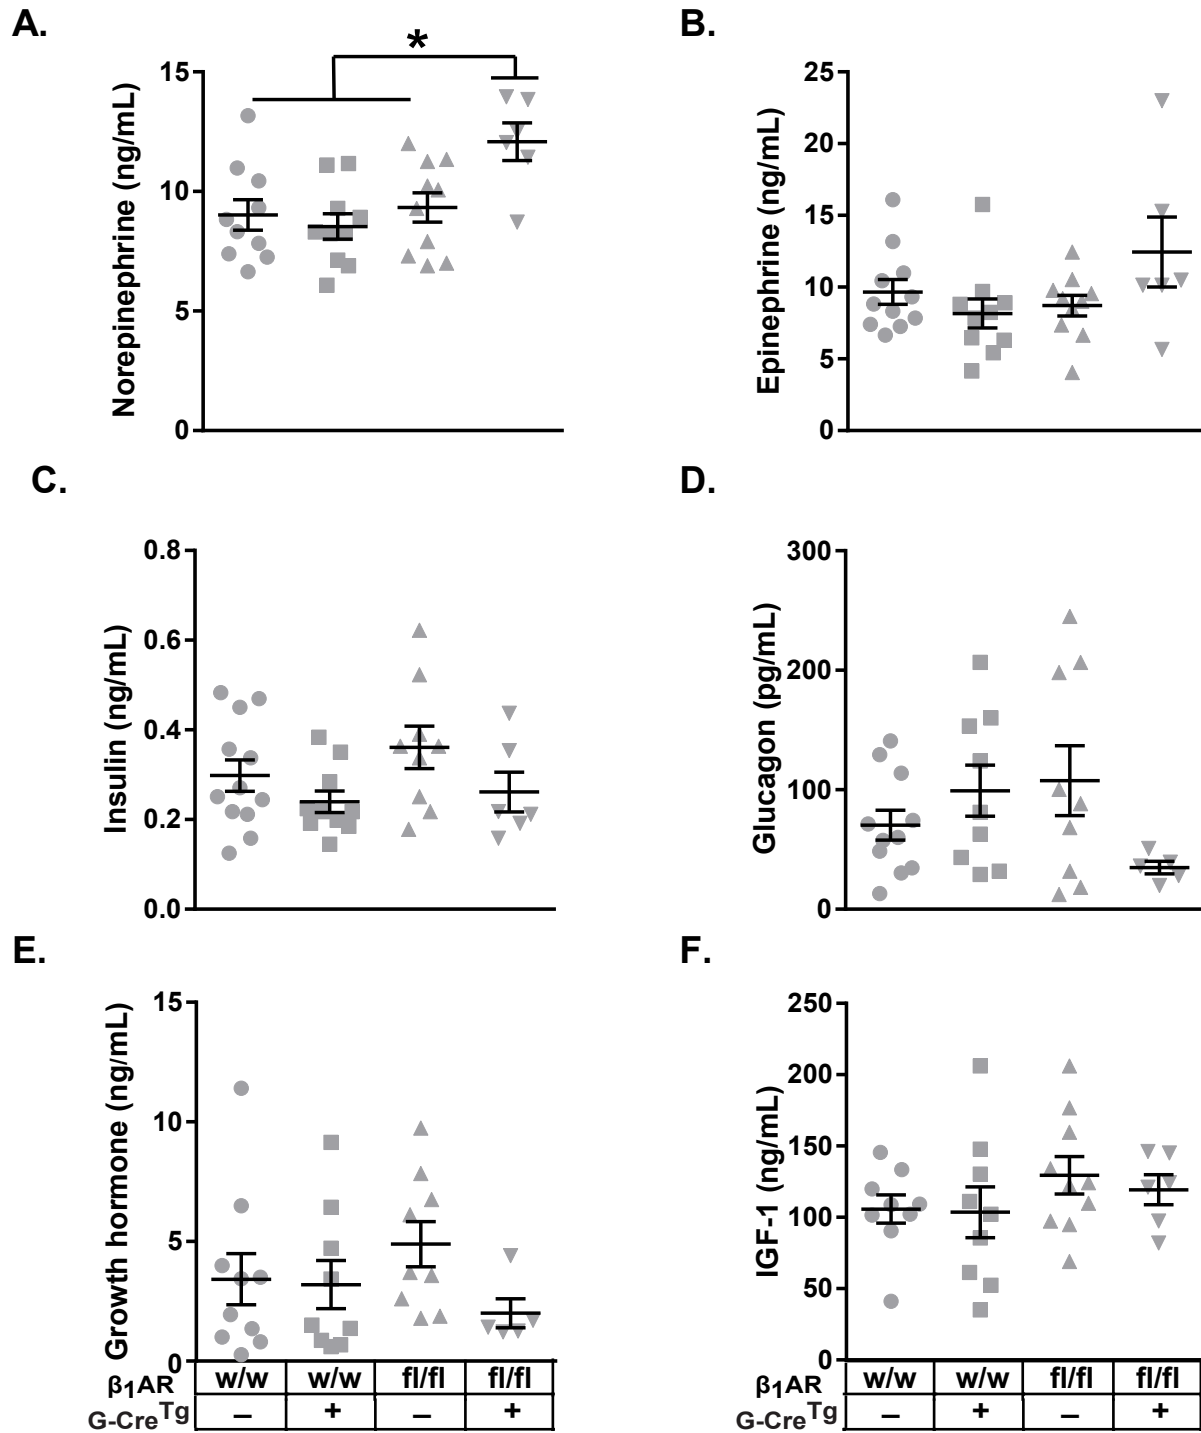 A.
*
Norepinephrine (ng/mL)
15
10
5
0
B.
Epinephrine (ng/mL)
25
20
15
10
5
0
C.
Insulin (ng/mL)
0.8
0.6
0.4
0.2
0.0
D.
Glucagon (pg/mL)
300
200
100
0
E.
Growth hormone (ng/mL)
15
10
5
0
β₁AR w/w w/w fl/fl fl/fl
G-CreTg – + – +
F.
IGF-1 (ng/mL)
250
200
150
100
50
0
β₁AR w/w w/w fl/fl fl/fl
G-CreTg – + – +